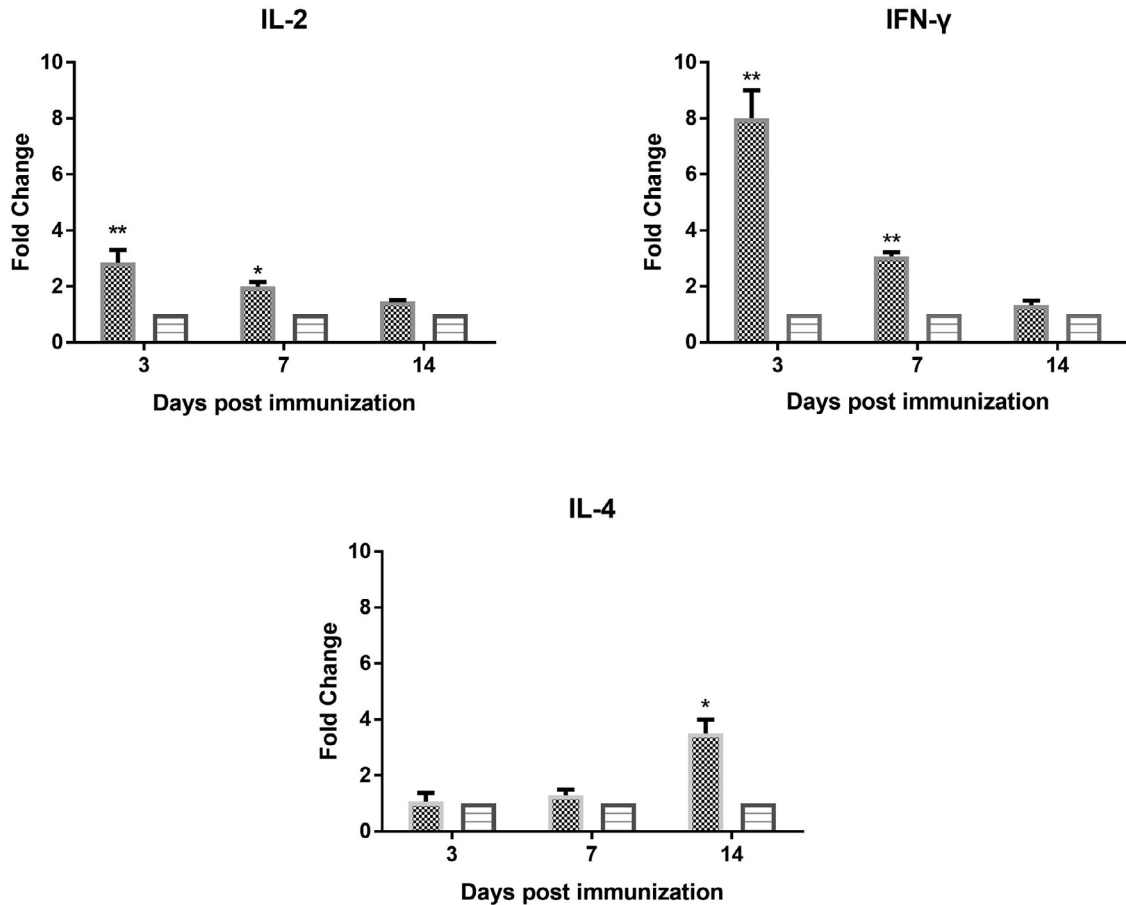 IL-2
Fold Change
10
8
6
4
2
0
**
*
3 7 14
Days post immunization
IFN-γ
Fold Change
10
8
6
4
2
0
**
**
3 7 14
Days post immunization
IL-4
Fold Change
10
8
6
4
2
0
*
3 7 14
Days post immunization